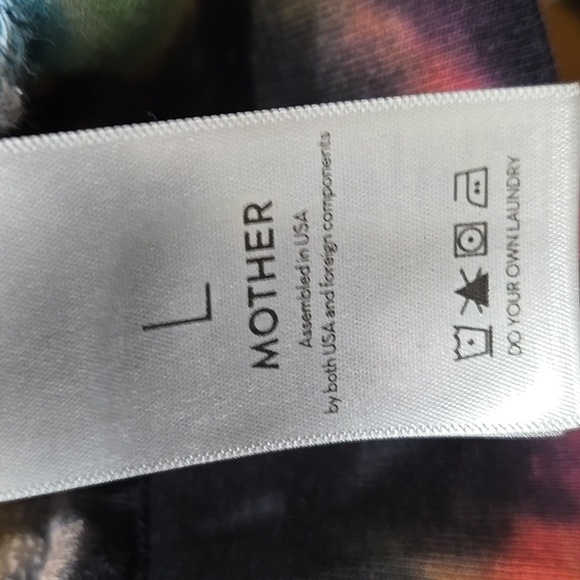 L
MOTHER
Assembled in USA
by both USA and foreign components
DO YOUR OWN LAUNDRY